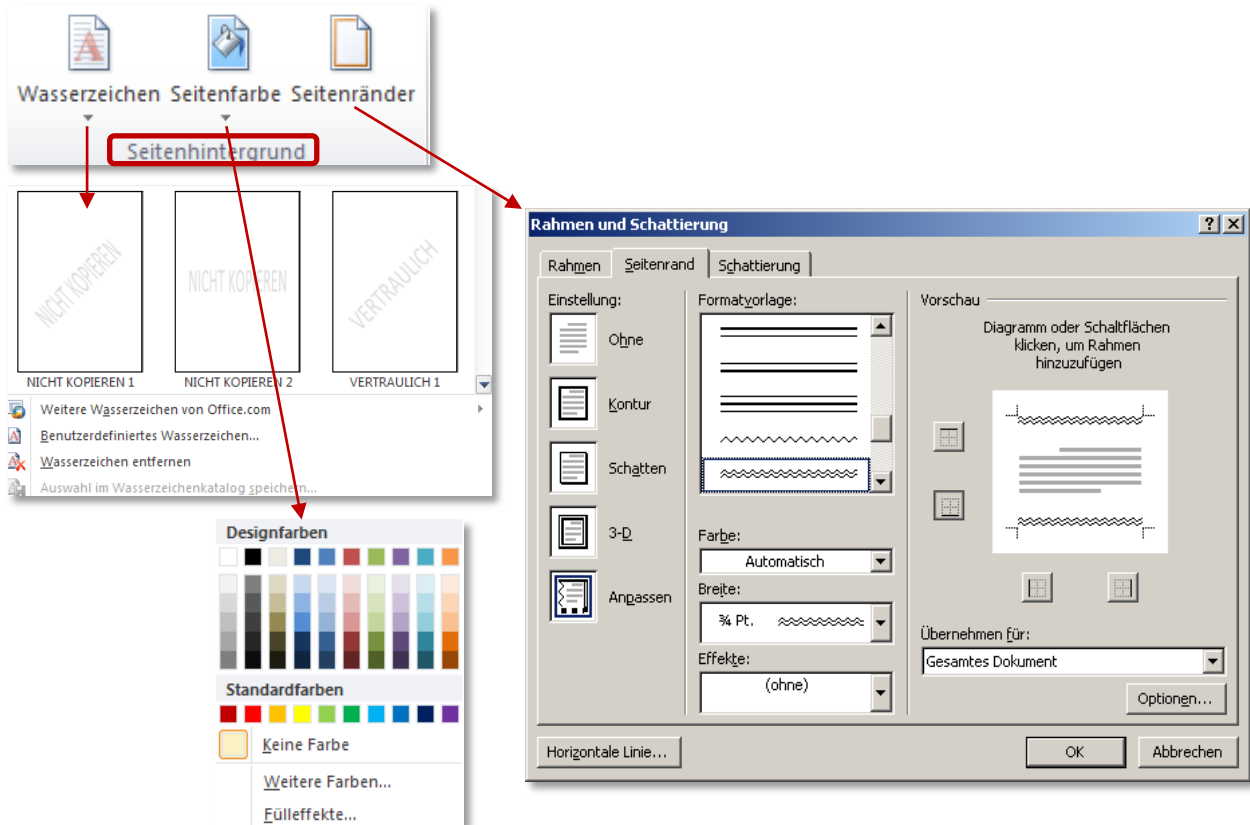 Wasserzeichen Seitenfarbe Seitenränder
Seitenhintergrund
NICHT KOPIEREN
NICHT KOPIEREN
VERTRAULICH
NICHT KOPIEREN 1
NICHT KOPIEREN 2
VERTRAULICH 1
Weitere Wasserzeichen von Office.com
Benutzerdefiniertes Wasserzeichen...
Wasserzeichen entfernen
Auswahl im Wasserzeichenkatalog speichern...
Designfarben
Standardfarben
Keine Farbe
Weitere Farben...
Fülleffekte...
Rahmen und Schattierung
Rahmen
Seitenrand
Schattierung
Einstellung:
Ohne
Kontur
Schatten
3-D
Anpassen
Formatvorlage:
Farbe:
Automatisch
Breite:
¾ Pt.
Effekte:
(ohne)
Vorschau
Diagramm oder Schaltflächen
klicken, um Rahmen
hinzuzufügen
Übernehmen für:
Gesamtes Dokument
Optionen...
Horizontale Linie...
OK
Abbrechen